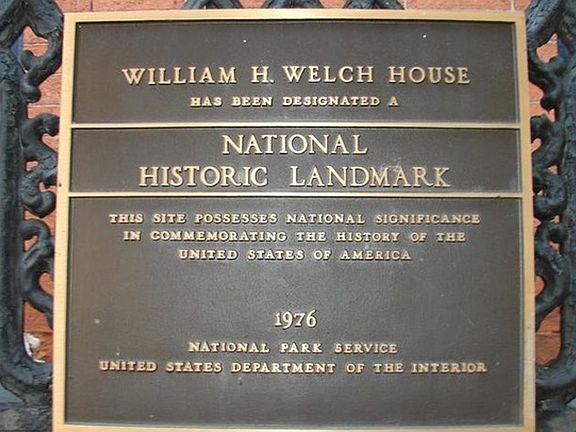 WILLIAM H. WELCH HOUSE
HAS BEEN DESIGNATED A
NATIONAL
HISTORIC LANDMARK
THIS SITE POSSESSES NATIONAL SIGNIFICANCE
IN COMMEMORATING THE HISTORY OF THE
UNITED STATES OF AMERICA
1976
NATIONAL PARK SERVICE
UNITED STATES DEPARTMENT OF THE INTERIOR